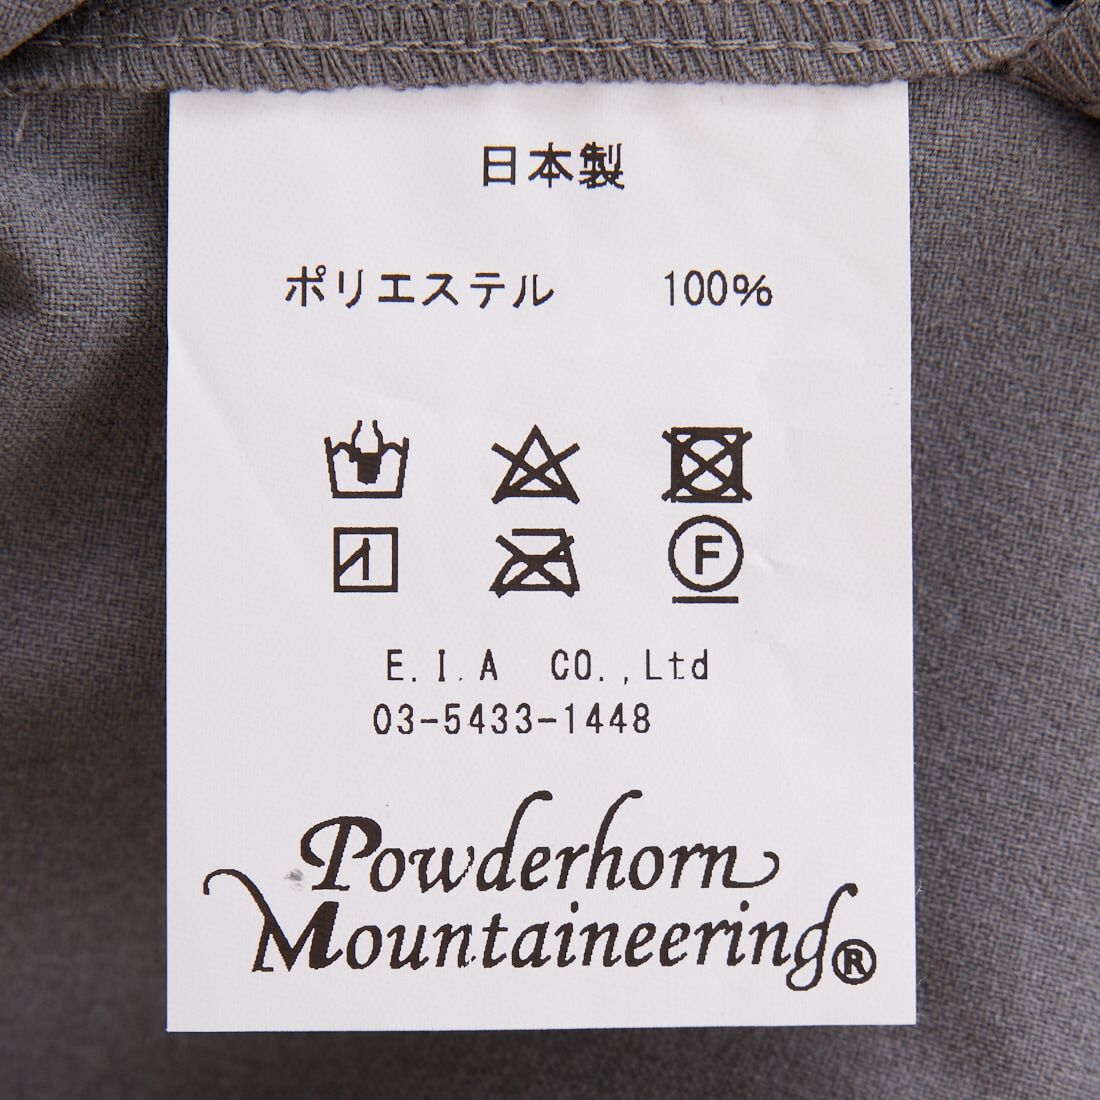 日本製
ポリエステル 100%
F
E.I.A CO.,Ltd
03-5433-1448
Powderhorn
Mountaineering®